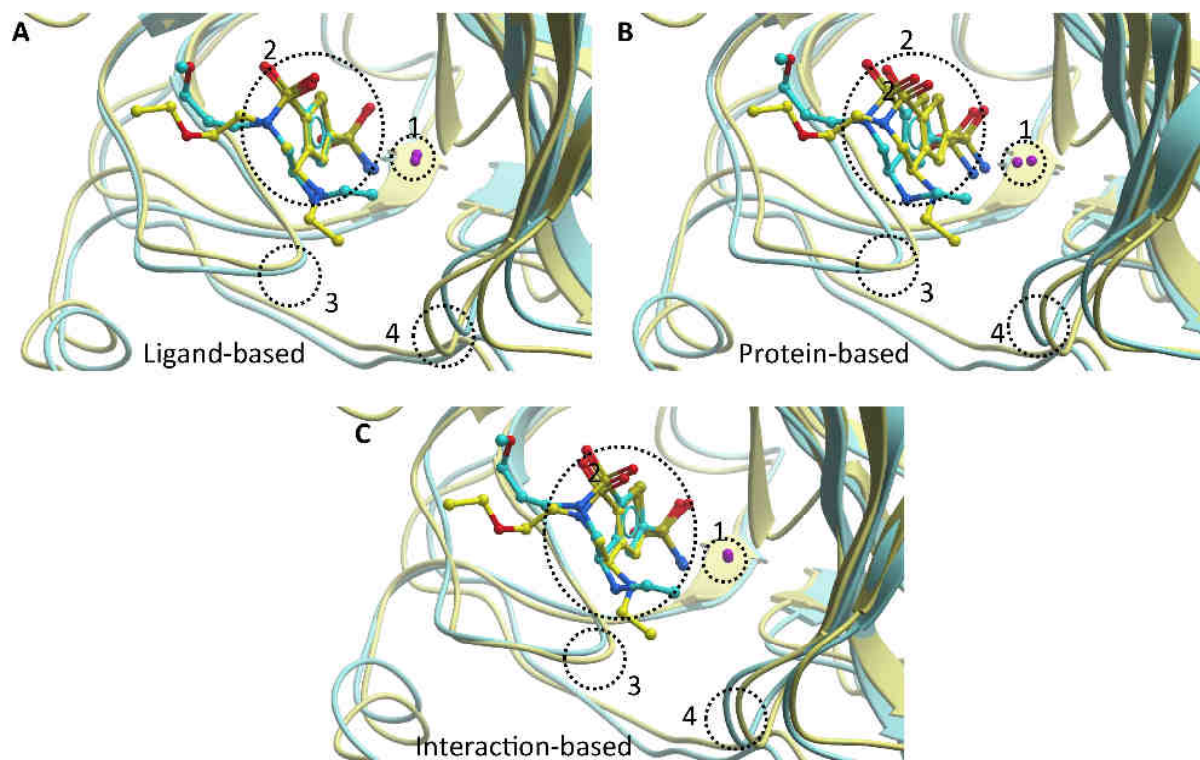 A
2
1
3
4
Ligand-based
B
2
2
1
3
4
Protein-based
C
2
1
3
4
Interaction-based